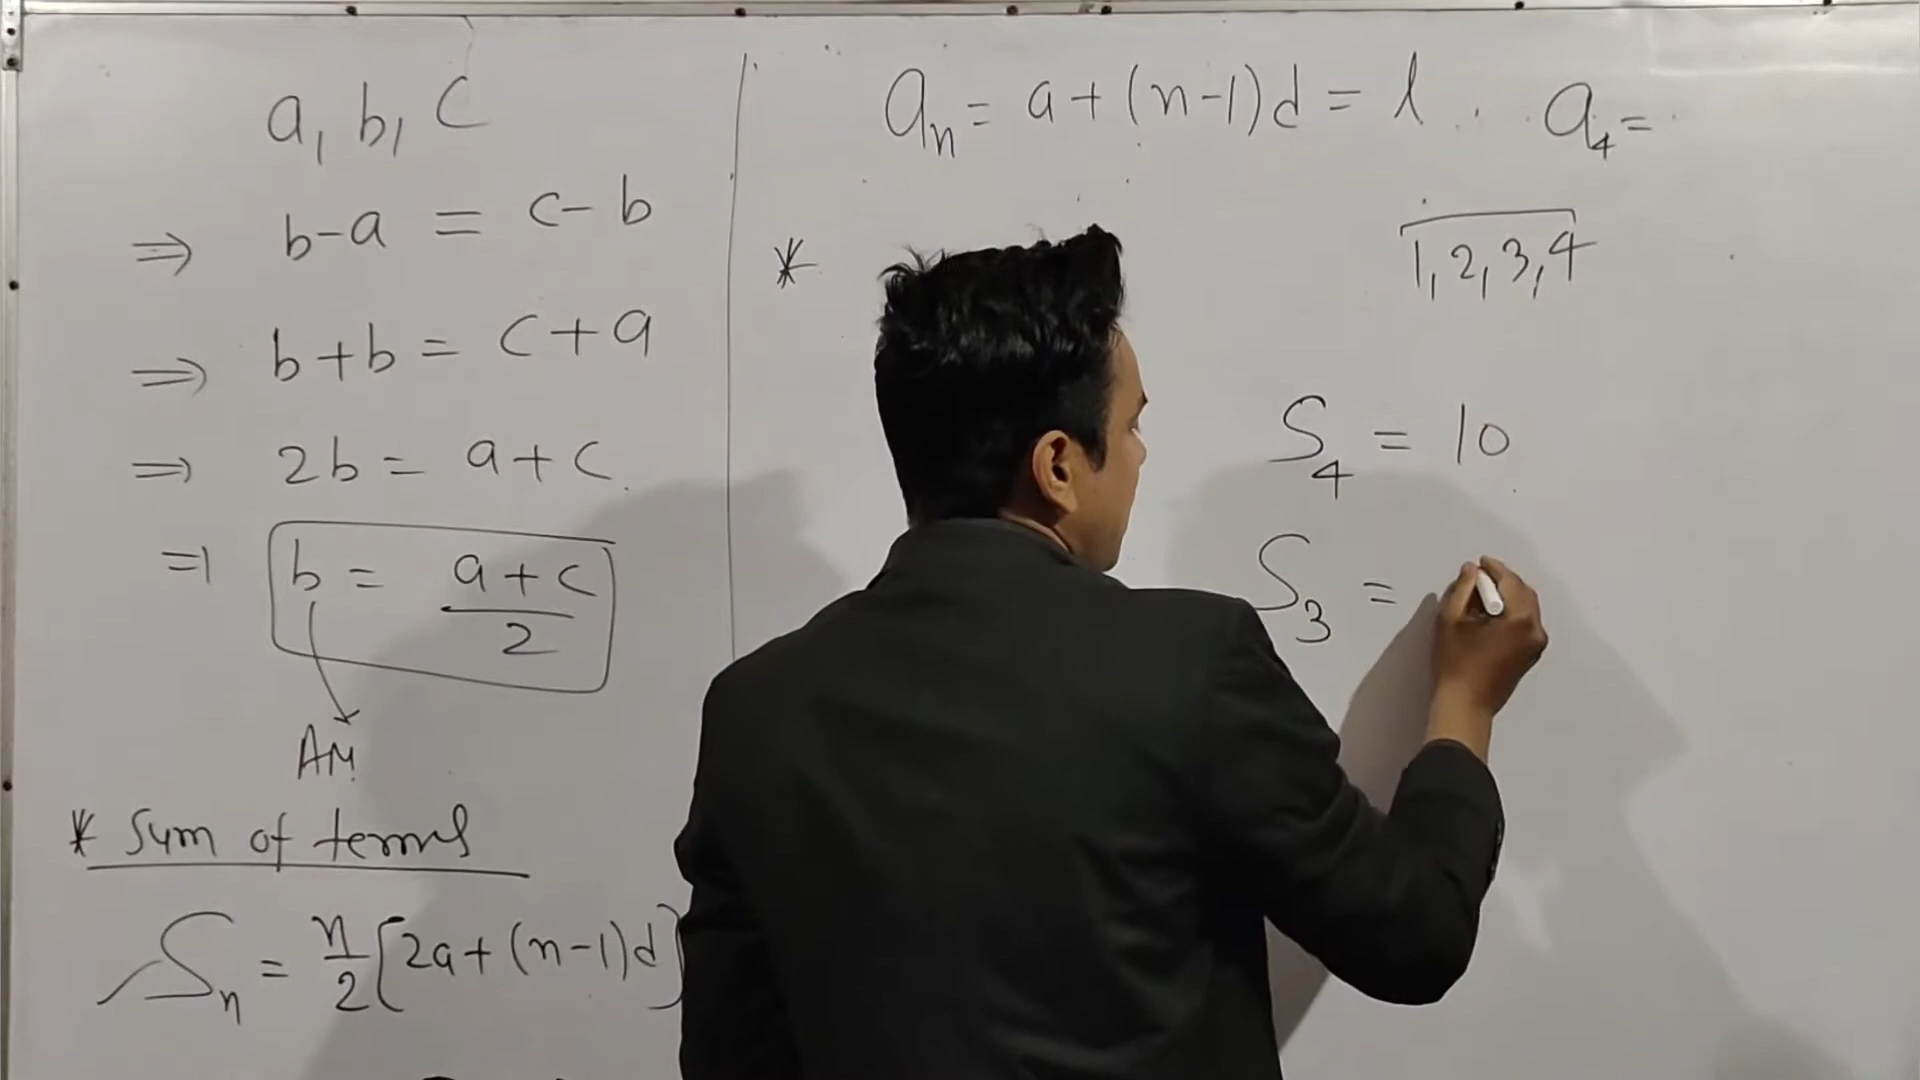 a, b, c
⇒ b-a = c-b
⇒ b+b = c+a
⇒ 2b = a+c
⇒ b = a+c/2
AM
* Sum of terms
Sn = n/2[2a+(n-1)d]
an = a+(n-1)d = l
a4 =
*
1,2,3,4
S4 = 10
S3 =